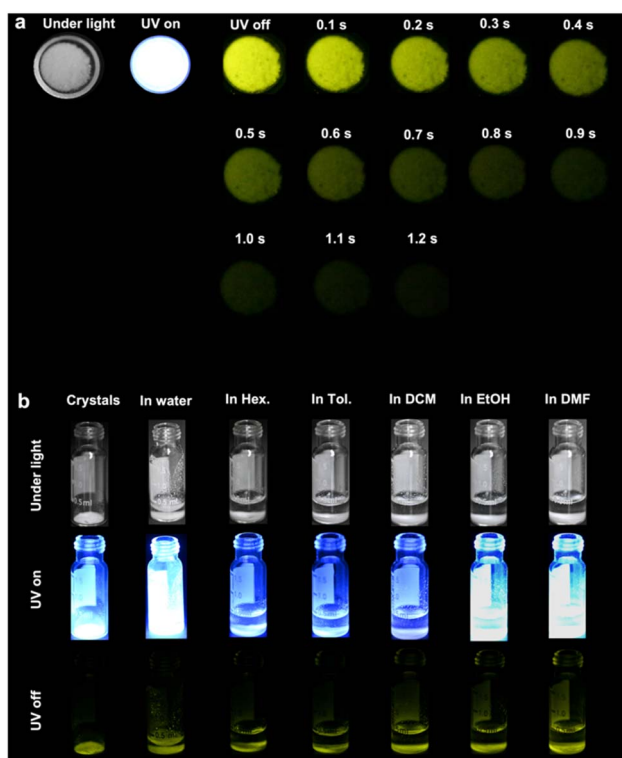 a
Under light UV on UV off 0.1 s 0.2 s 0.3 s 0.4 s
0.5 s 0.6 s 0.7 s 0.8 s 0.9 s
1.0 s 1.1 s 1.2 s
b
Crystals In water In Hex. In Tol. In DCM In EtOH In DMF
Under light
UV on
UV off